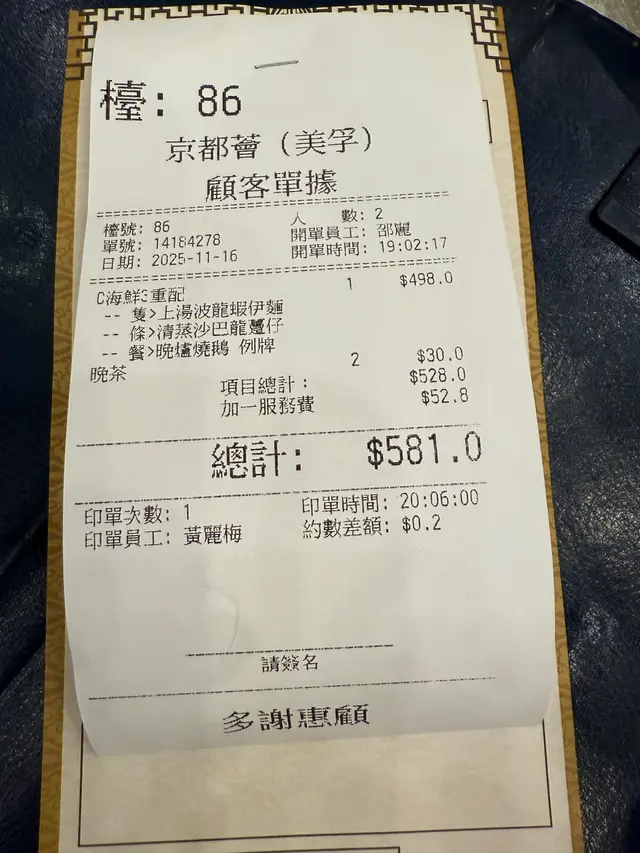 檯: 86
京都薈 (美孚)
顧客單據
檯號: 86 人 數: 2
單號: 14184278 開單員工: 邵麗
日期: 2025-11-16 開單時間: 19:02:17
C海鮮3重配 1 $498.0
-- 隻>上湯波龍蝦伊麵
-- 條>清蒸沙巴龍躉仔
-- 餐>晚爐燒鵝 例牌
晚茶 2 $30.0
項目總計: $528.0
加一服務費 $52.8
總計: $581.0
印單次數: 1 印單時間: 20:06:00
印單員工: 黃麗梅 約數差額: $0.2
請簽名
多謝惠顧